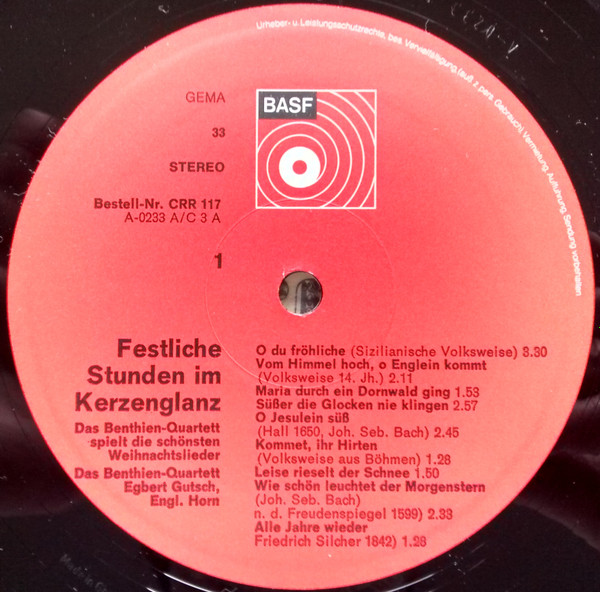 Urheber- u. Leistungsschutzrechte, bes. Vervielfältigung (auß. z. pers. Gebrauch), Vermietung, Aufführung, Sendung vorbehalten
GEMA
BASF
33
STEREO
Bestell-Nr. CRR 117
A-0233 A/C 3 A
1
Festliche
Stunden im
Kerzenglanz
Das Benthien-Quartett
spielt die schönsten
Weihnachtslieder
Das Benthien-Quartett
Egbert Gutsch,
Engl. Horn
O du fröhliche (Sizilianische Volksweise) 3.30
Vom Himmel hoch, o Englein kommt
(Volksweise 14. Jh.) 2.11
Maria durch ein Dornwald ging 1.53
Süßer die Glocken nie klingen 2.57
O Jesulein süß
(Hall 1650, Joh. Seb. Bach) 2.45
Kommet, ihr Hirten
(Volksweise aus Böhmen) 1.28
Leise rieselt der Schnee 1.50
Wie schön leuchtet der Morgenstern
(Joh. Seb. Bach)
n. d. Freudenspiegel 1599) 2.33
Alle Jahre wieder
Friedrich Silcher 1842) 1.28
Made in